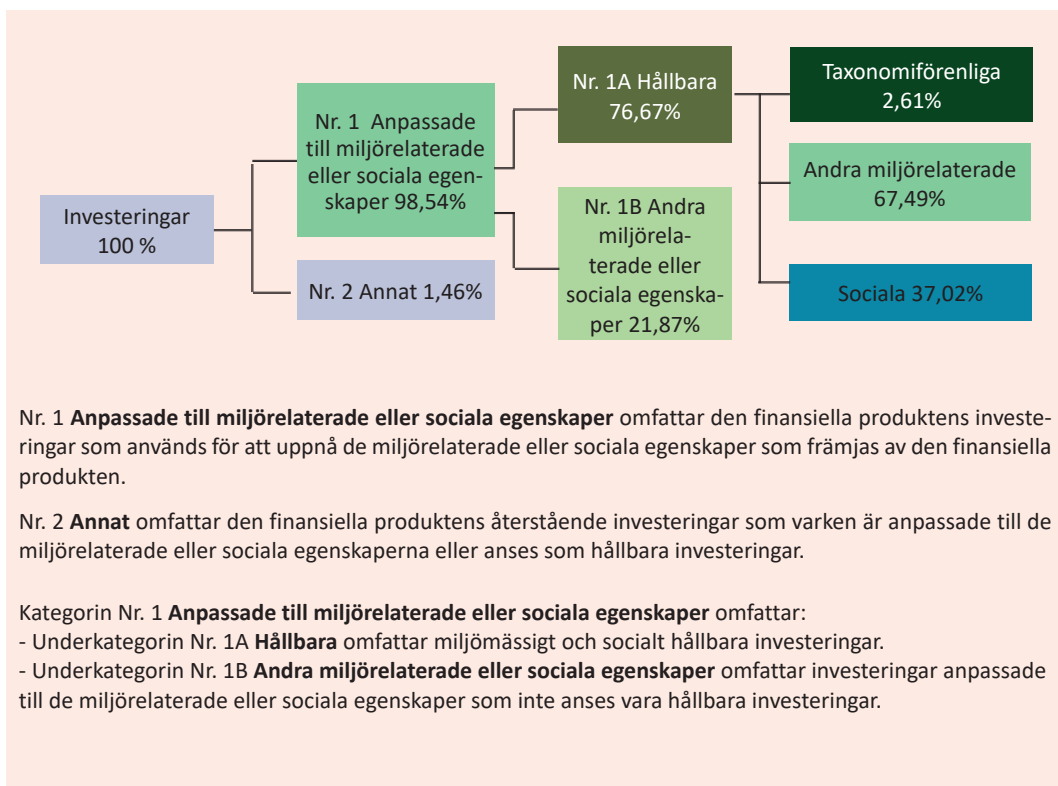 Investeringar
100 %
Nr. 1 Anpassade
till miljörelaterade
eller sociala egen-
skaper 98,54%
Nr. 2 Annat 1,46%
Nr. 1A Hållbara
76,67%
Nr. 1B Andra
miljörela-
terade eller
sociala egenska-
per 21,87%
Taxonomiförenliga
2,61%
Andra miljörelaterade
67,49%
Sociala 37,02%
Nr. 1 Anpassade till miljörelaterade eller sociala egenskaper omfattar den finansiella produktens investe-
ringar som används för att uppnå de miljörelaterade eller sociala egenskaper som främjas av den finansiella
produkten.
Nr. 2 Annat omfattar den finansiella produktens återstående investeringar som varken är anpassade till de
miljörelaterade eller sociala egenskaperna eller anses som hållbara investeringar.
Kategorin Nr. 1 Anpassade till miljörelaterade eller sociala egenskaper omfattar:
- Underkategorin Nr. 1A Hållbara omfattar miljömässigt och socialt hållbara investeringar.
- Underkategorin Nr. 1B Andra miljörelaterade eller sociala egenskaper omfattar investeringar anpassade
till de miljörelaterade eller sociala egenskaper som inte anses vara hållbara investeringar.